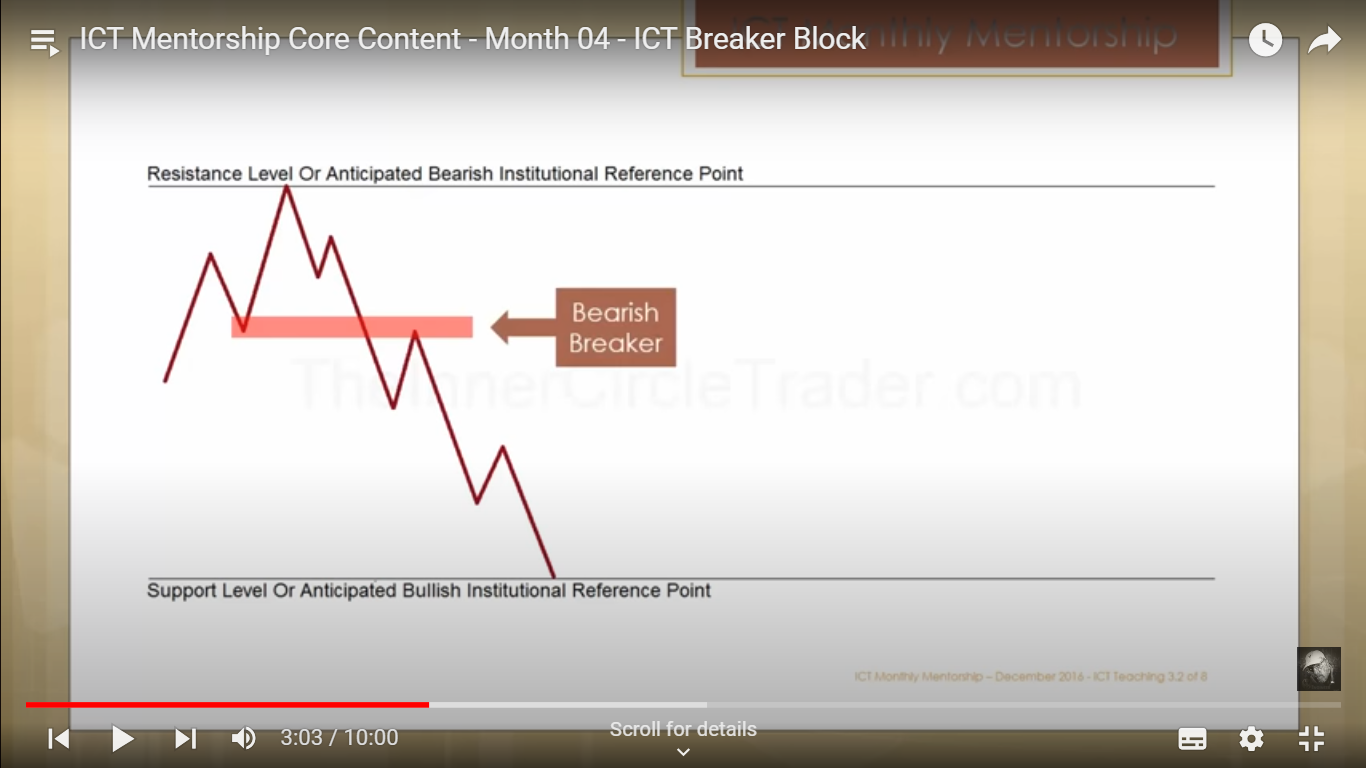 ICT Mentorship Core Content - Month 04 - ICT Breaker Block
ICT Monthly Mentorship
Resistance Level Or Anticipated Bearish Institutional Reference Point
Bearish
Breaker
TheInnerCircleTrader.com
Support Level Or Anticipated Bullish Institutional Reference Point
ICT Monthly Mentorship – December 2016 - ICT Teaching 3.2 of 8
3:03 / 10:00
Scroll for details